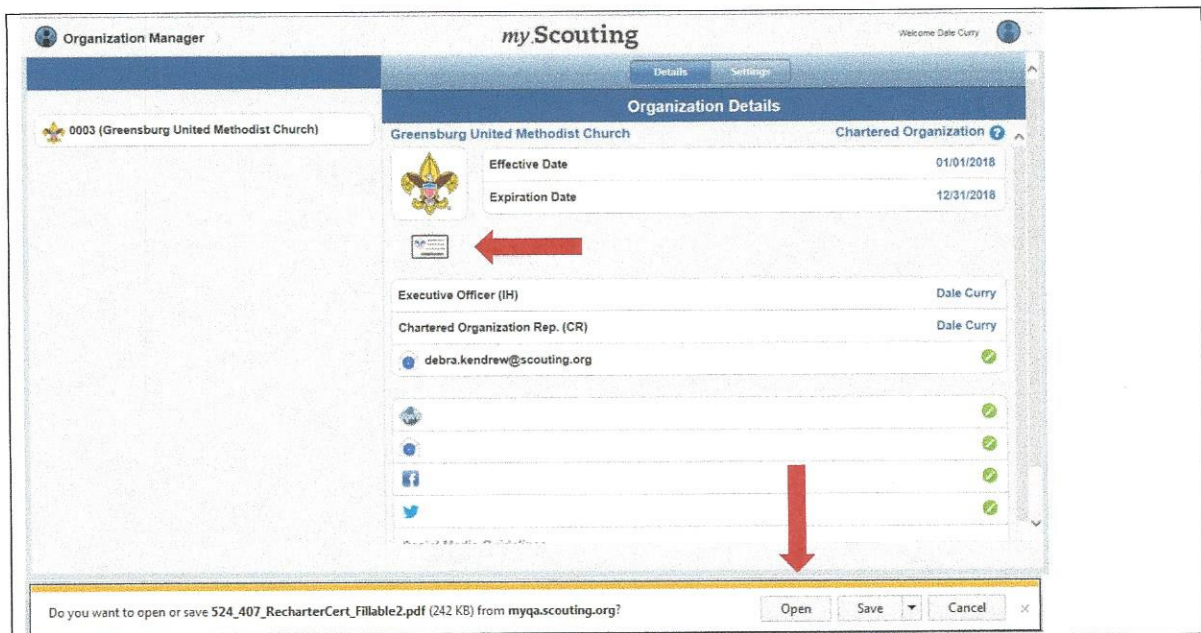 Organization Manager
my.Scouting
Welcome Dale Curry
Details Settings
Organization Details
0003 (Greensburg United Methodist Church)
Greensburg United Methodist Church Chartered Organization ?
Effective Date 01/01/2018
Expiration Date 12/31/2018
Executive Officer (IH) Dale Curry
Chartered Organization Rep. (CR) Dale Curry
debra.kendrew@scouting.org
Social Media Guidelines
Do you want to open or save 524_407_RecharterCert_Fillable2.pdf (242 KB) from myqa.scouting.org?
Open Save Cancel